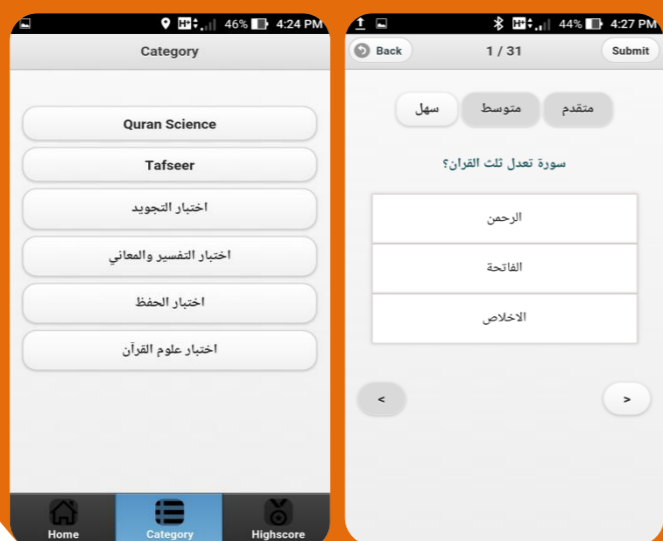 46% 4:24 PM
Category
Quran Science
Tafseer
اختبار التجويد
اختبار التفسير والمعاني
اختبار الحفظ
اختبار علوم القرآن
Home Category Highscore
44% 4:27 PM
Back 1 / 31 Submit
متقدم متوسط سهل
سورة تعدل ثلث القران؟
الرحمن
الفاتحة
الاخلاص
< >